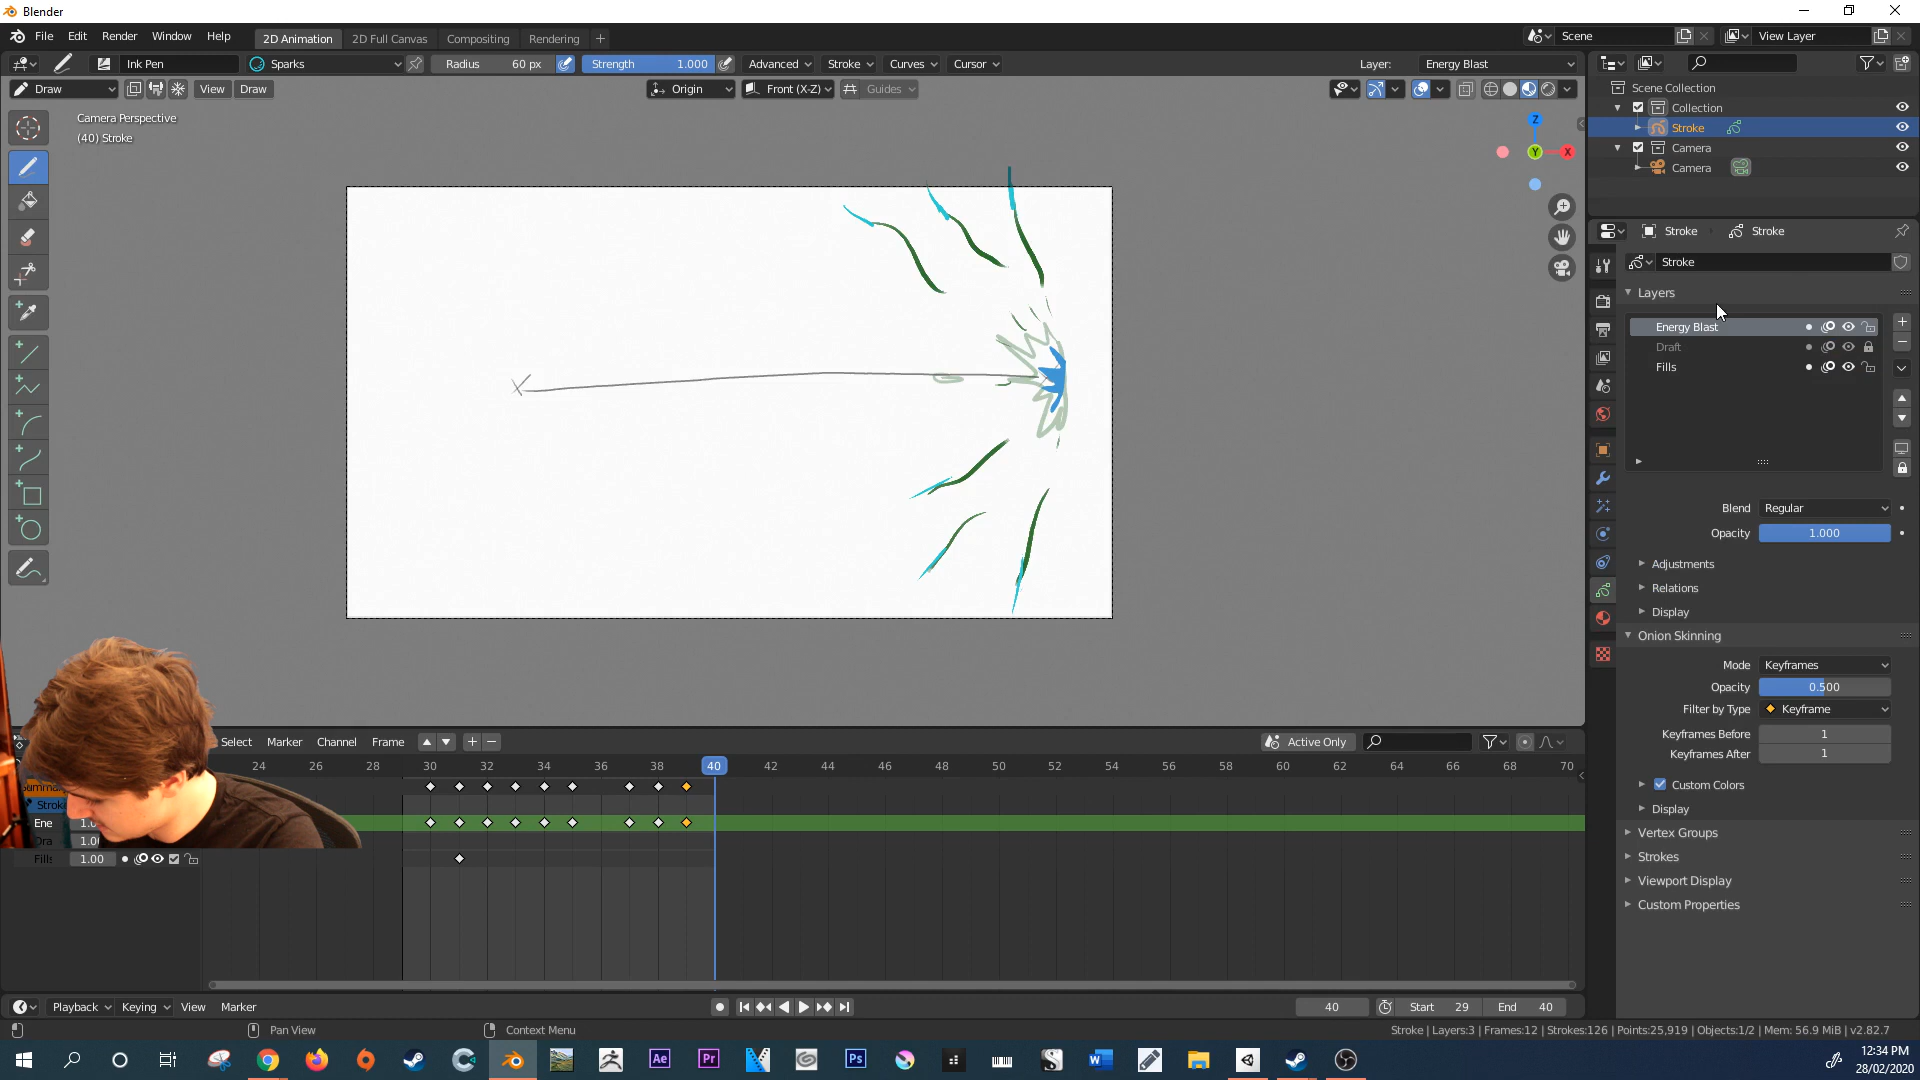 Blender
File Edit Render Window Help 2D Animation 2D Full Canvas Compositing Rendering + Scene View Layer
Ink Pen Sparks Radius 60 px Strength 1.000 Advanced Stroke Curves Cursor Layer: Energy Blast
Draw View Draw Origin Front (X-Z) Guides
Camera Perspective
(40) Stroke
Z
Y
X
Scene Collection
Collection
Stroke
Camera
Camera
Stroke Stroke
Stroke
Layers
Energy Blast
Draft
Fills
Blend Regular
Opacity 1.000
Adjustments
Relations
Display
Onion Skinning
Mode Keyframes
Opacity 0.500
Filter by Type Keyframe
Keyframes Before 1
Keyframes After 1
Custom Colors
Display
Vertex Groups
Strokes
Viewport Display
Custom Properties
Select Marker Channel Frame Active Only
24 26 28 30 32 34 36 38 40 42 44 46 48 50 52 54 56 58 60 62 64 66 68 70
Ene
Fills 1.00
Playback Keying View Marker 40 Start 29 End 40
Pan View Context Menu Stroke | Layers:3 | Frames:12 | Strokes:126 | Points:25,919 | Objects:1/2 | Mem: 56.9 MiB | v2.82.7
Ae Pr Ps
12:34 PM
28/02/2020